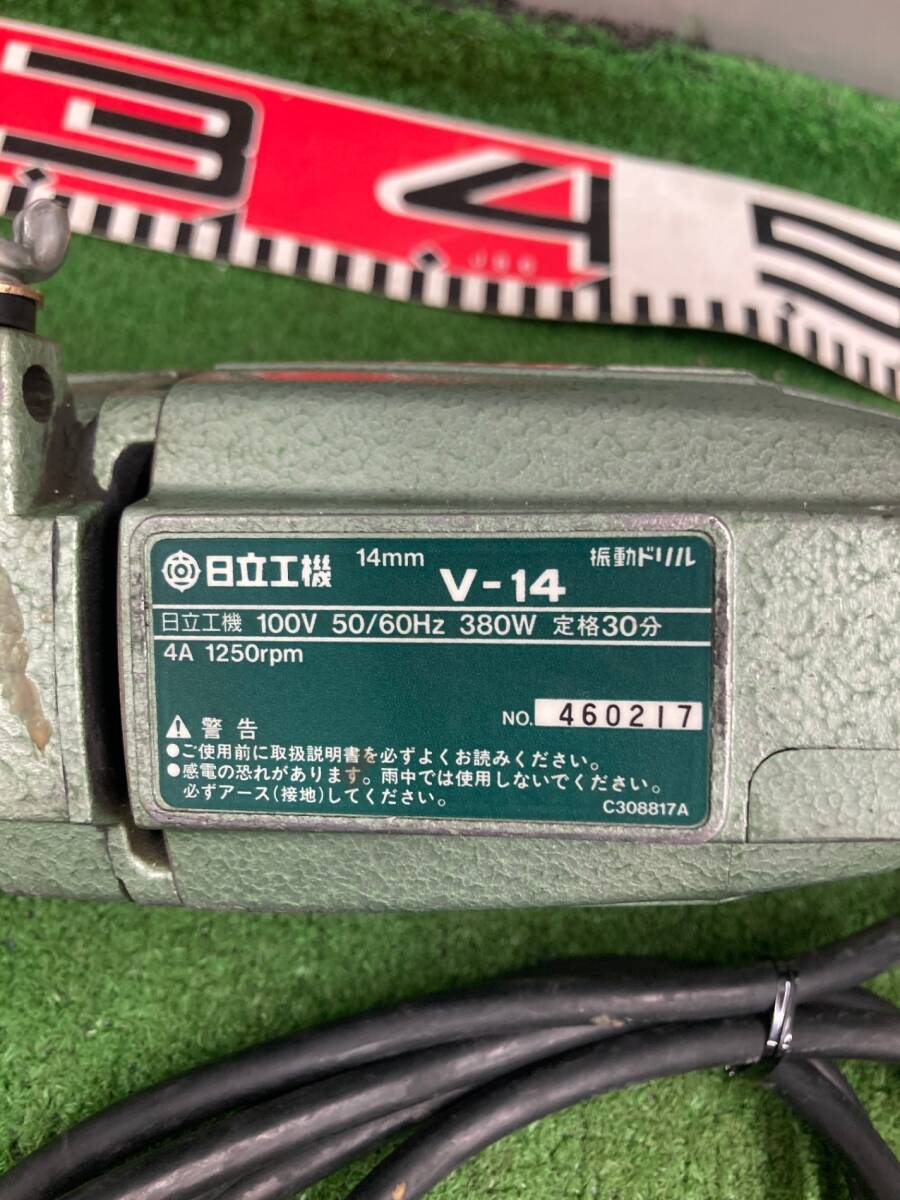 3 4 5
JDC
日立工機 14mm V-14 振動ドリル
日立工機 100V 50/60Hz 380W 定格30分
4A 1250rpm
NO. 460217
警告
●ご使用前に取扱説明書を必ずよくお読みください。
●感電の恐れがあります。雨中では使用しないでください。
必ずアース(接地)してください。
C308817A